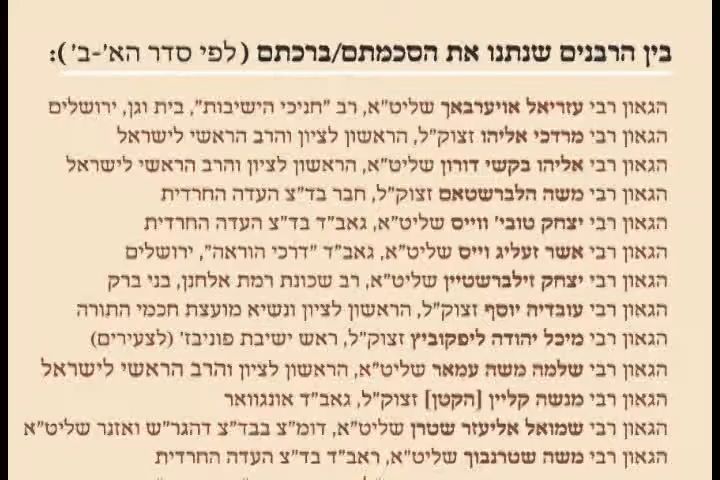 בין הרבנים שנתנו את הסכמתם/ברכתם (לפי סדר הא'-ב'):
הגאון רבי עזריאל אויערבאך שליט"א, רב "חניכי הישיבות", בית וגן, ירושלים
הגאון רבי מרדכי אליהו זצוק"ל, הראשון לציון והרב הראשי לישראל
הגאון רבי אליהו בקשי דורון שליט"א, הראשון לציון והרב הראשי לישראל
הגאון רבי משה הלברשטאם זצוק"ל, חבר בד"צ העדה החרדית
הגאון רבי יצחק טובי' ווייס שליט"א, גאב"ד בד"צ העדה החרדית
הגאון רבי אשר זעליג וייס שליט"א, גאב"ד "דרכי הוראה", ירושלים
הגאון רבי יצחק זילברשטיין שליט"א, רב שכונת רמת אלחנן, בני ברק
הגאון רבי עובדיה יוסף זצוק"ל, הראשון לציון ונשיא מועצת חכמי התורה
הגאון רבי מיכל יהודה ליפקוביץ זצוק"ל, ראש ישיבת פוניבז' (לצעירים)
הגאון רבי שלמה משה עמאר שליט"א, הראשון לציון והרב הראשי לישראל
הגאון רבי מנשה קליין [הקטן] זצוק"ל, גאב"ד אונגוואר
הגאון רבי שמואל אליעזר שטרן שליט"א, דומ"צ בבד"צ דהגר"ש ואזנר שליט"א
הגאון רבי משה שטרנבוך שליט"א, ראב"ד בד"צ העדה החרדית